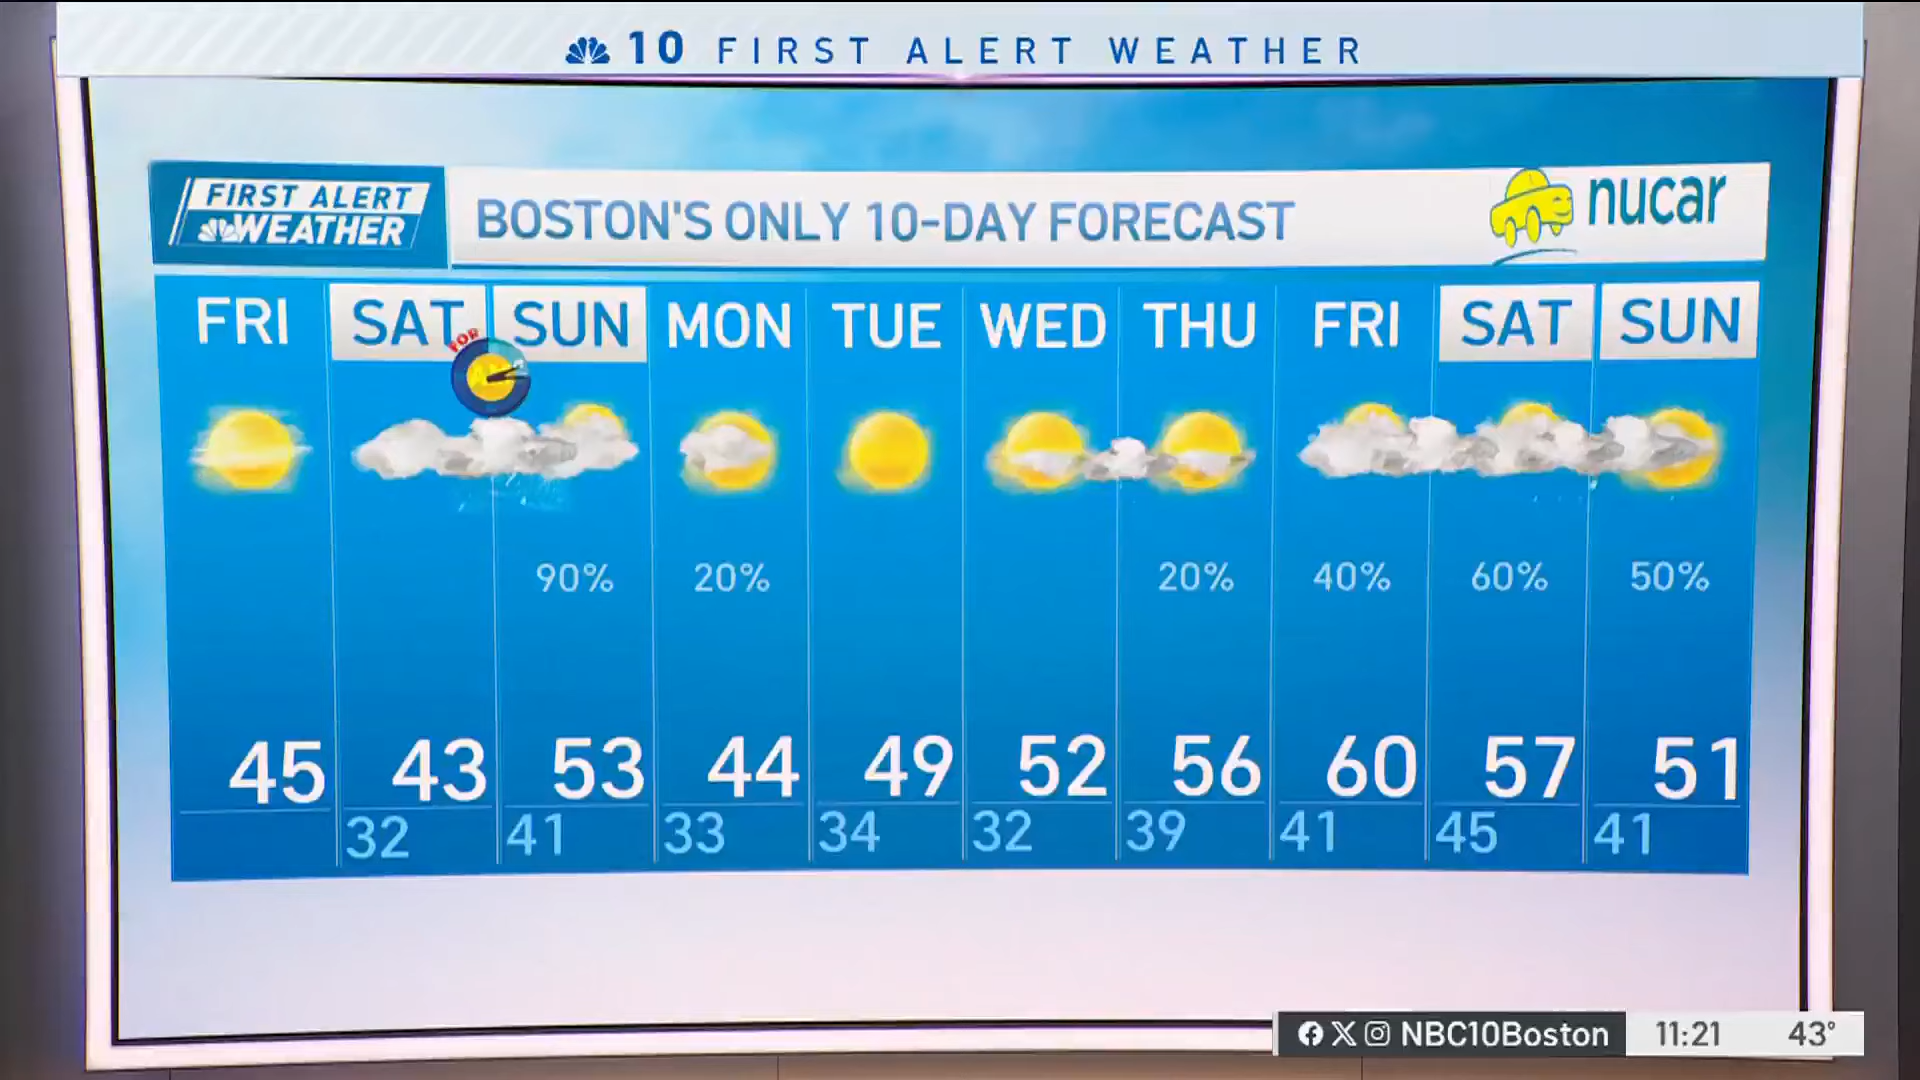 10 FIRST ALERT WEATHER
FIRST ALERT
WEATHER
BOSTON'S ONLY 10-DAY FORECAST
nucar
FRI SAT SUN MON TUE WED THU FRI SAT SUN
FOR
90% 20% 20% 40% 60% 50%
45 43 53 44 49 52 56 60 57 51
32 41 33 34 32 39 41 45 41
NBC10Boston 11:21 43°